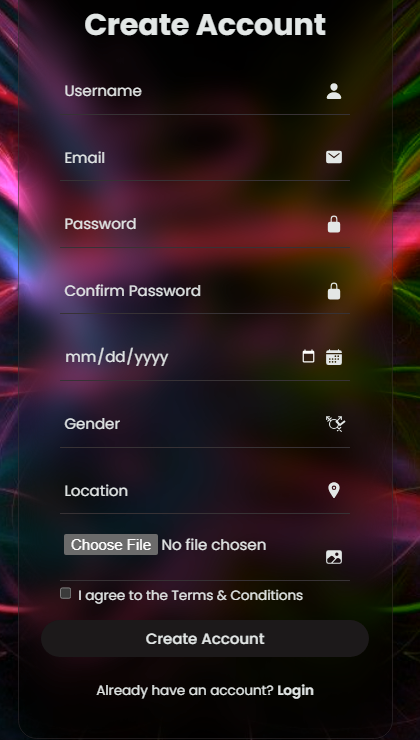 Create Account
Username
Email
Password
Confirm Password
mm/dd/yyyy
Gender
Location
Choose File No file chosen
I agree to the Terms & Conditions
Create Account
Already have an account? Login